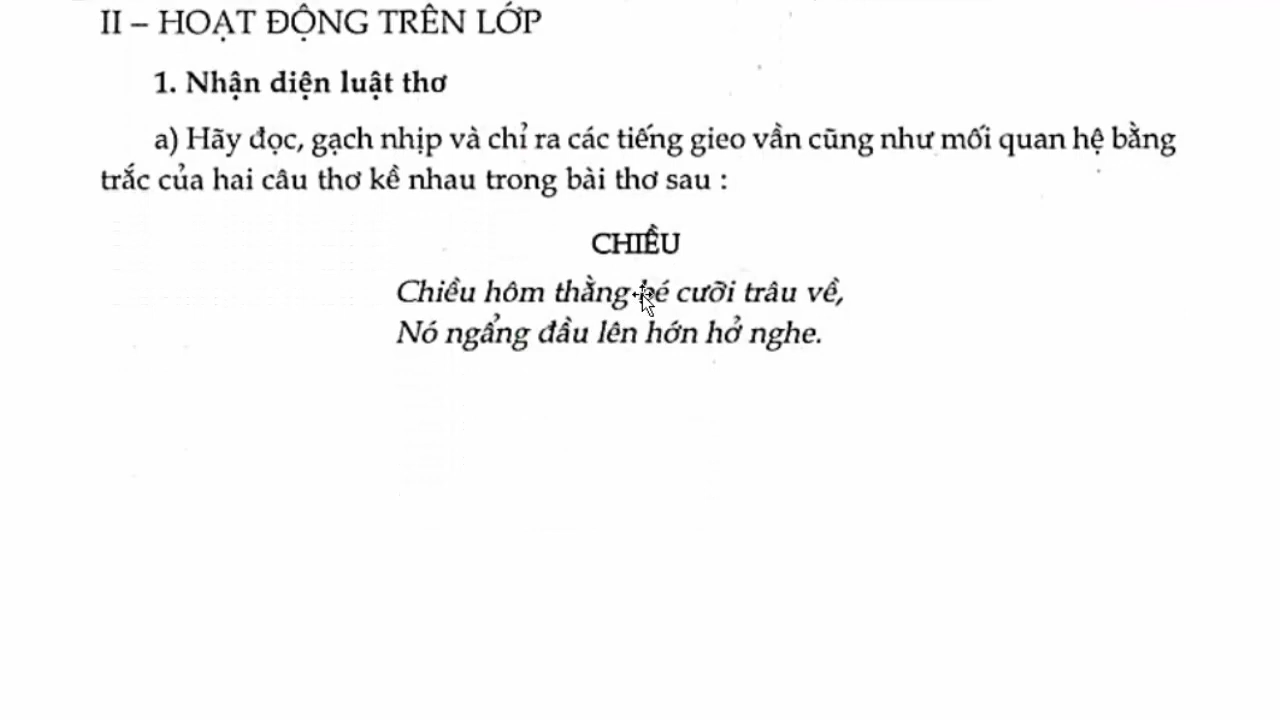 II – HOẠT ĐỘNG TRÊN LỚP
1. Nhận diện luật thơ
a) Hãy đọc, gạch nhịp và chỉ ra các tiếng gieo vần cũng như mối quan hệ bằng
trắc của hai câu thơ kề nhau trong bài thơ sau :
CHIỀU
Chiều hôm thằng bé cưỡi trâu về,
Nó ngẩng đầu lên hớn hở nghe.